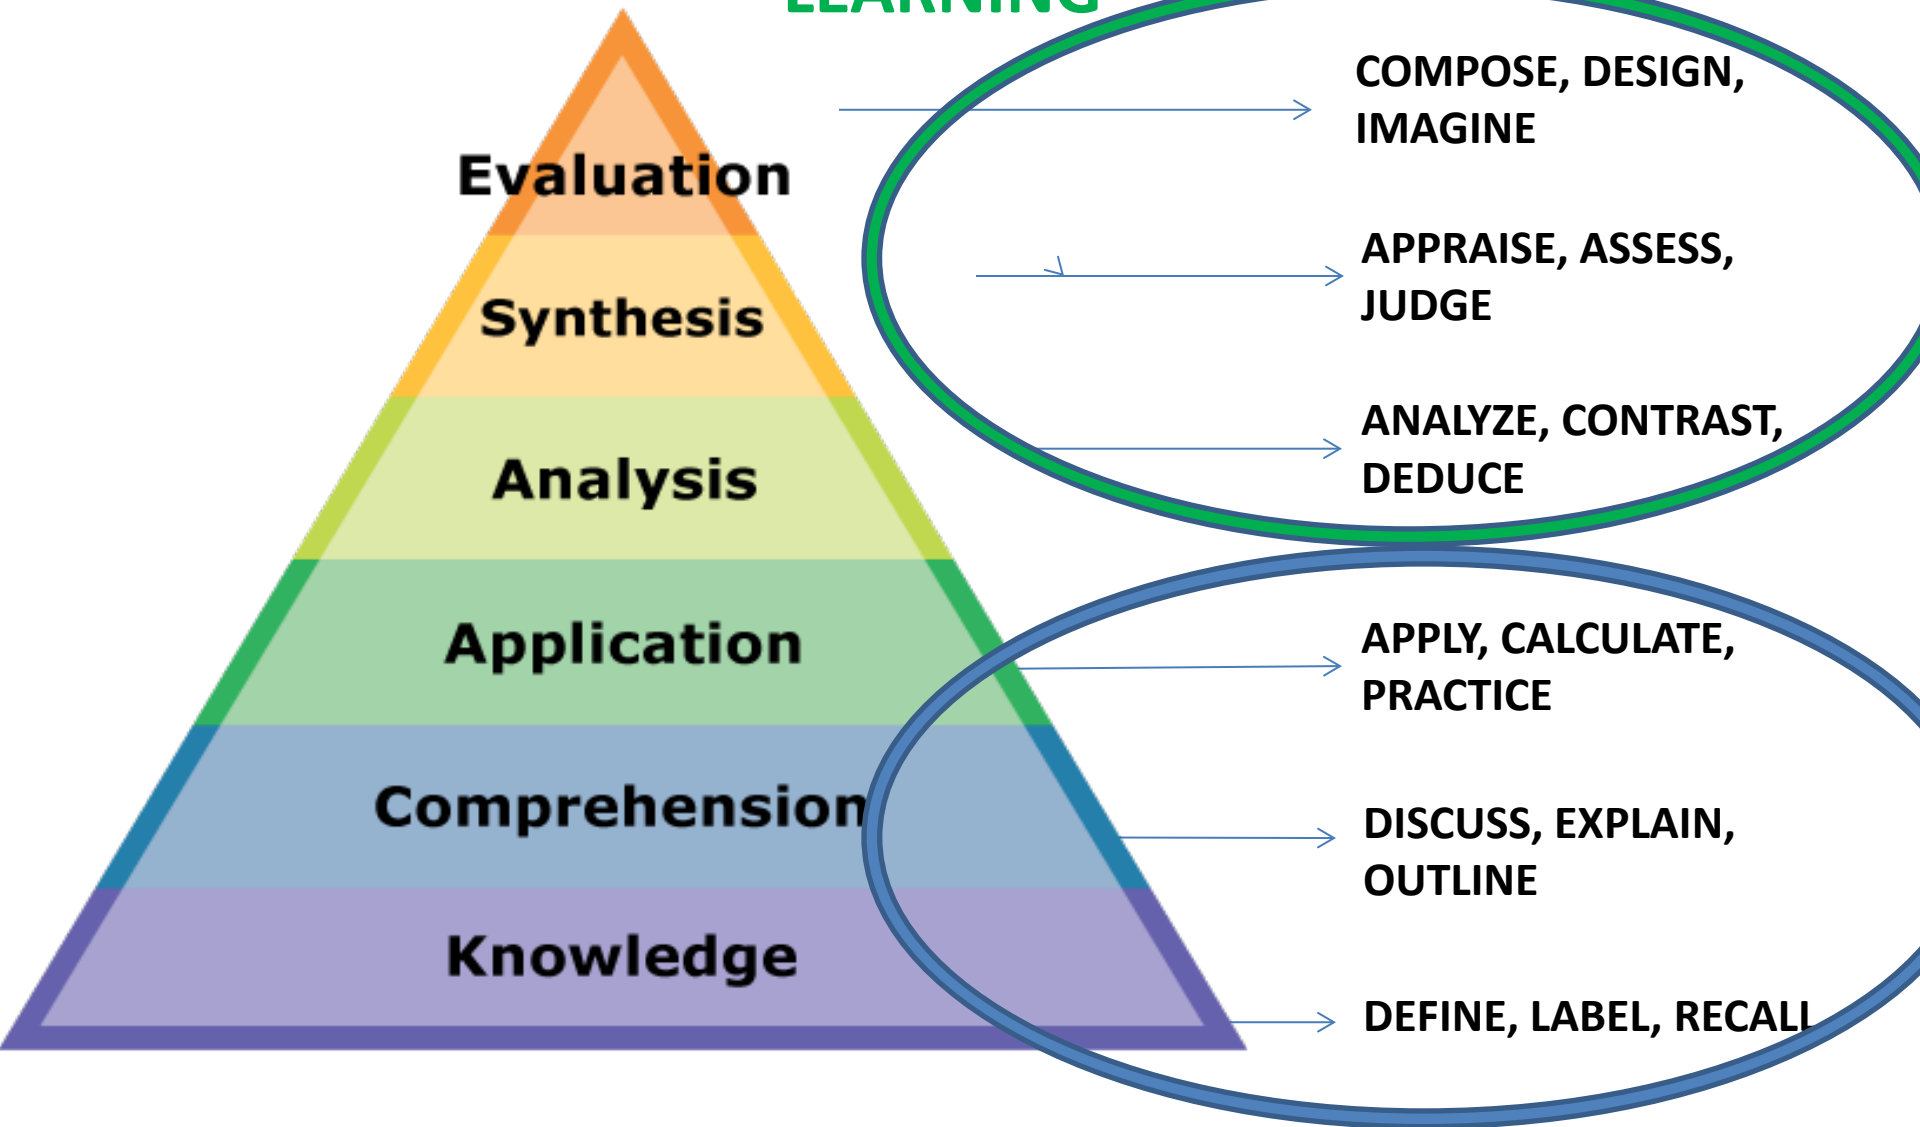 LEARNING
COMPOSE, DESIGN,
IMAGINE
Evaluation
APPRAISE, ASSESS,
JUDGE
Synthesis
ANALYZE, CONTRAST,
DEDUCE
Analysis
APPLY, CALCULATE,
PRACTICE
Application
DISCUSS, EXPLAIN,
OUTLINE
Comprehension
Knowledge
DEFINE, LABEL, RECALL